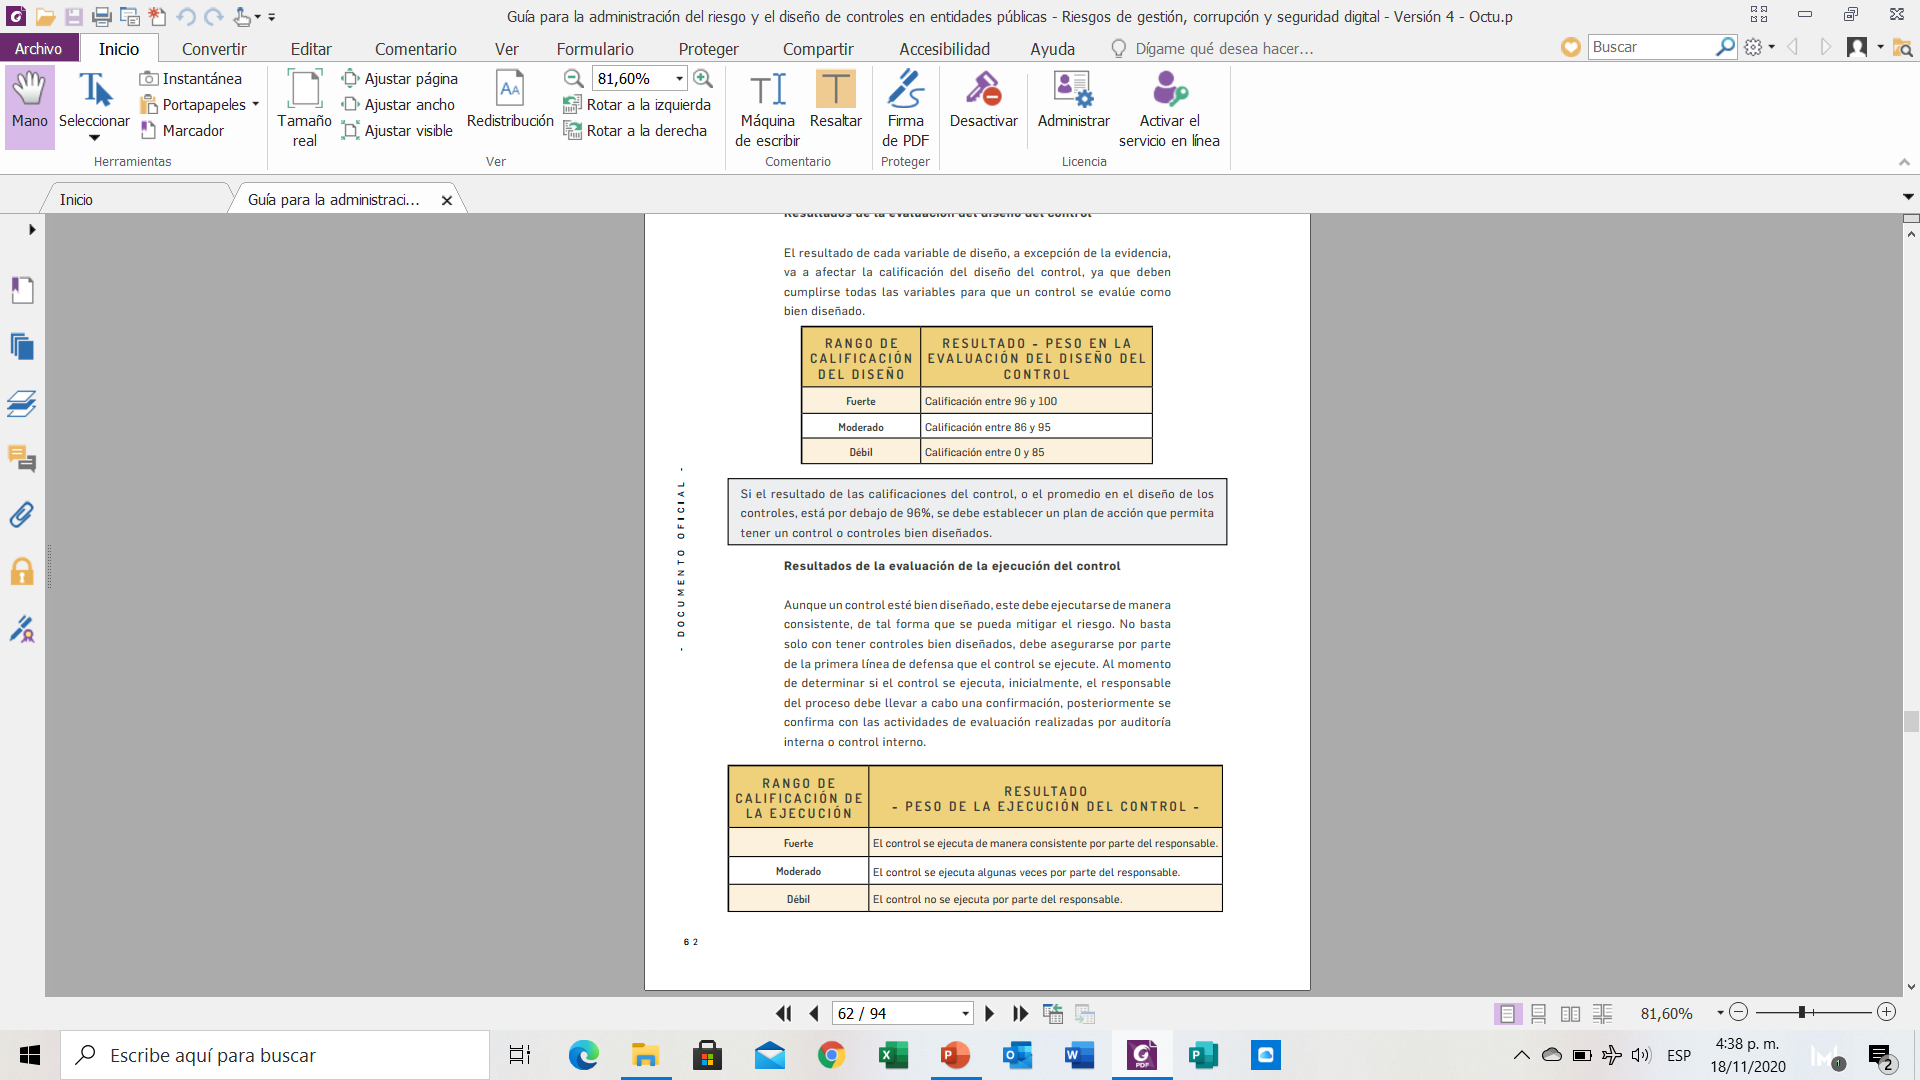 Guía para la administración del riesgo y el diseño de controles en entidades públicas - Riesgos de gestión, corrupción y seguridad digital - Versión 4 - Octu.p
Archivo Inicio Convertir Editar Comentario Ver Formulario Proteger Compartir Accesibilidad Ayuda Dígame qué desea hacer... Buscar
Mano
Seleccionar
Instantánea
Portapapeles
Marcador
Herramientas
Tamaño
real
Ajustar página
Ajustar ancho
Ajustar visible
Redistribución
81,60%
Rotar a la izquierda
Rotar a la derecha
Ver
Máquina
de escribir
Resaltar
Comentario
Firma
de PDF
Proteger
Desactivar
Administrar
Activar el
servicio en línea
Licencia
Inicio
Guía para la administraci...
Resultados de la evaluación del diseño del control
El resultado de cada variable de diseño, a excepción de la evidencia,
va a afectar la calificación del diseño del control, ya que deben
cumplirse todas las variables para que un control se evalúe como
bien diseñado.
RANGO DE
CALIFICACIÓN
DEL DISEÑO
RESULTADO - PESO EN LA
EVALUACIÓN DEL DISEÑO DEL
CONTROL
Fuerte Calificación entre 96 y 100
Moderado Calificación entre 86 y 95
Débil Calificación entre 0 y 85
- DOCUMENTO OFICIAL -
Si el resultado de las calificaciones del control, o el promedio en el diseño de los
controles, está por debajo de 96%, se debe establecer un plan de acción que permita
tener un control o controles bien diseñados.
Resultados de la evaluación de la ejecución del control
Aunque un control esté bien diseñado, este debe ejecutarse de manera
consistente, de tal forma que se pueda mitigar el riesgo. No basta
solo con tener controles bien diseñados, debe asegurarse por parte
de la primera línea de defensa que el control se ejecute. Al momento
de determinar si el control se ejecuta, inicialmente, el responsable
del proceso debe llevar a cabo una confirmación, posteriormente se
confirma con las actividades de evaluación realizadas por auditoría
interna o control interno.
RANGO DE
CALIFICACIÓN DE
LA EJECUCIÓN
RESULTADO
- PESO DE LA EJECUCIÓN DEL CONTROL -
Fuerte El control se ejecuta de manera consistente por parte del responsable.
Moderado El control se ejecuta algunas veces por parte del responsable.
Débil El control no se ejecuta por parte del responsable.
62
62 / 94
81,60%
Escribe aquí para buscar
ESP
4:38 p. m.
18/11/2020
1
2